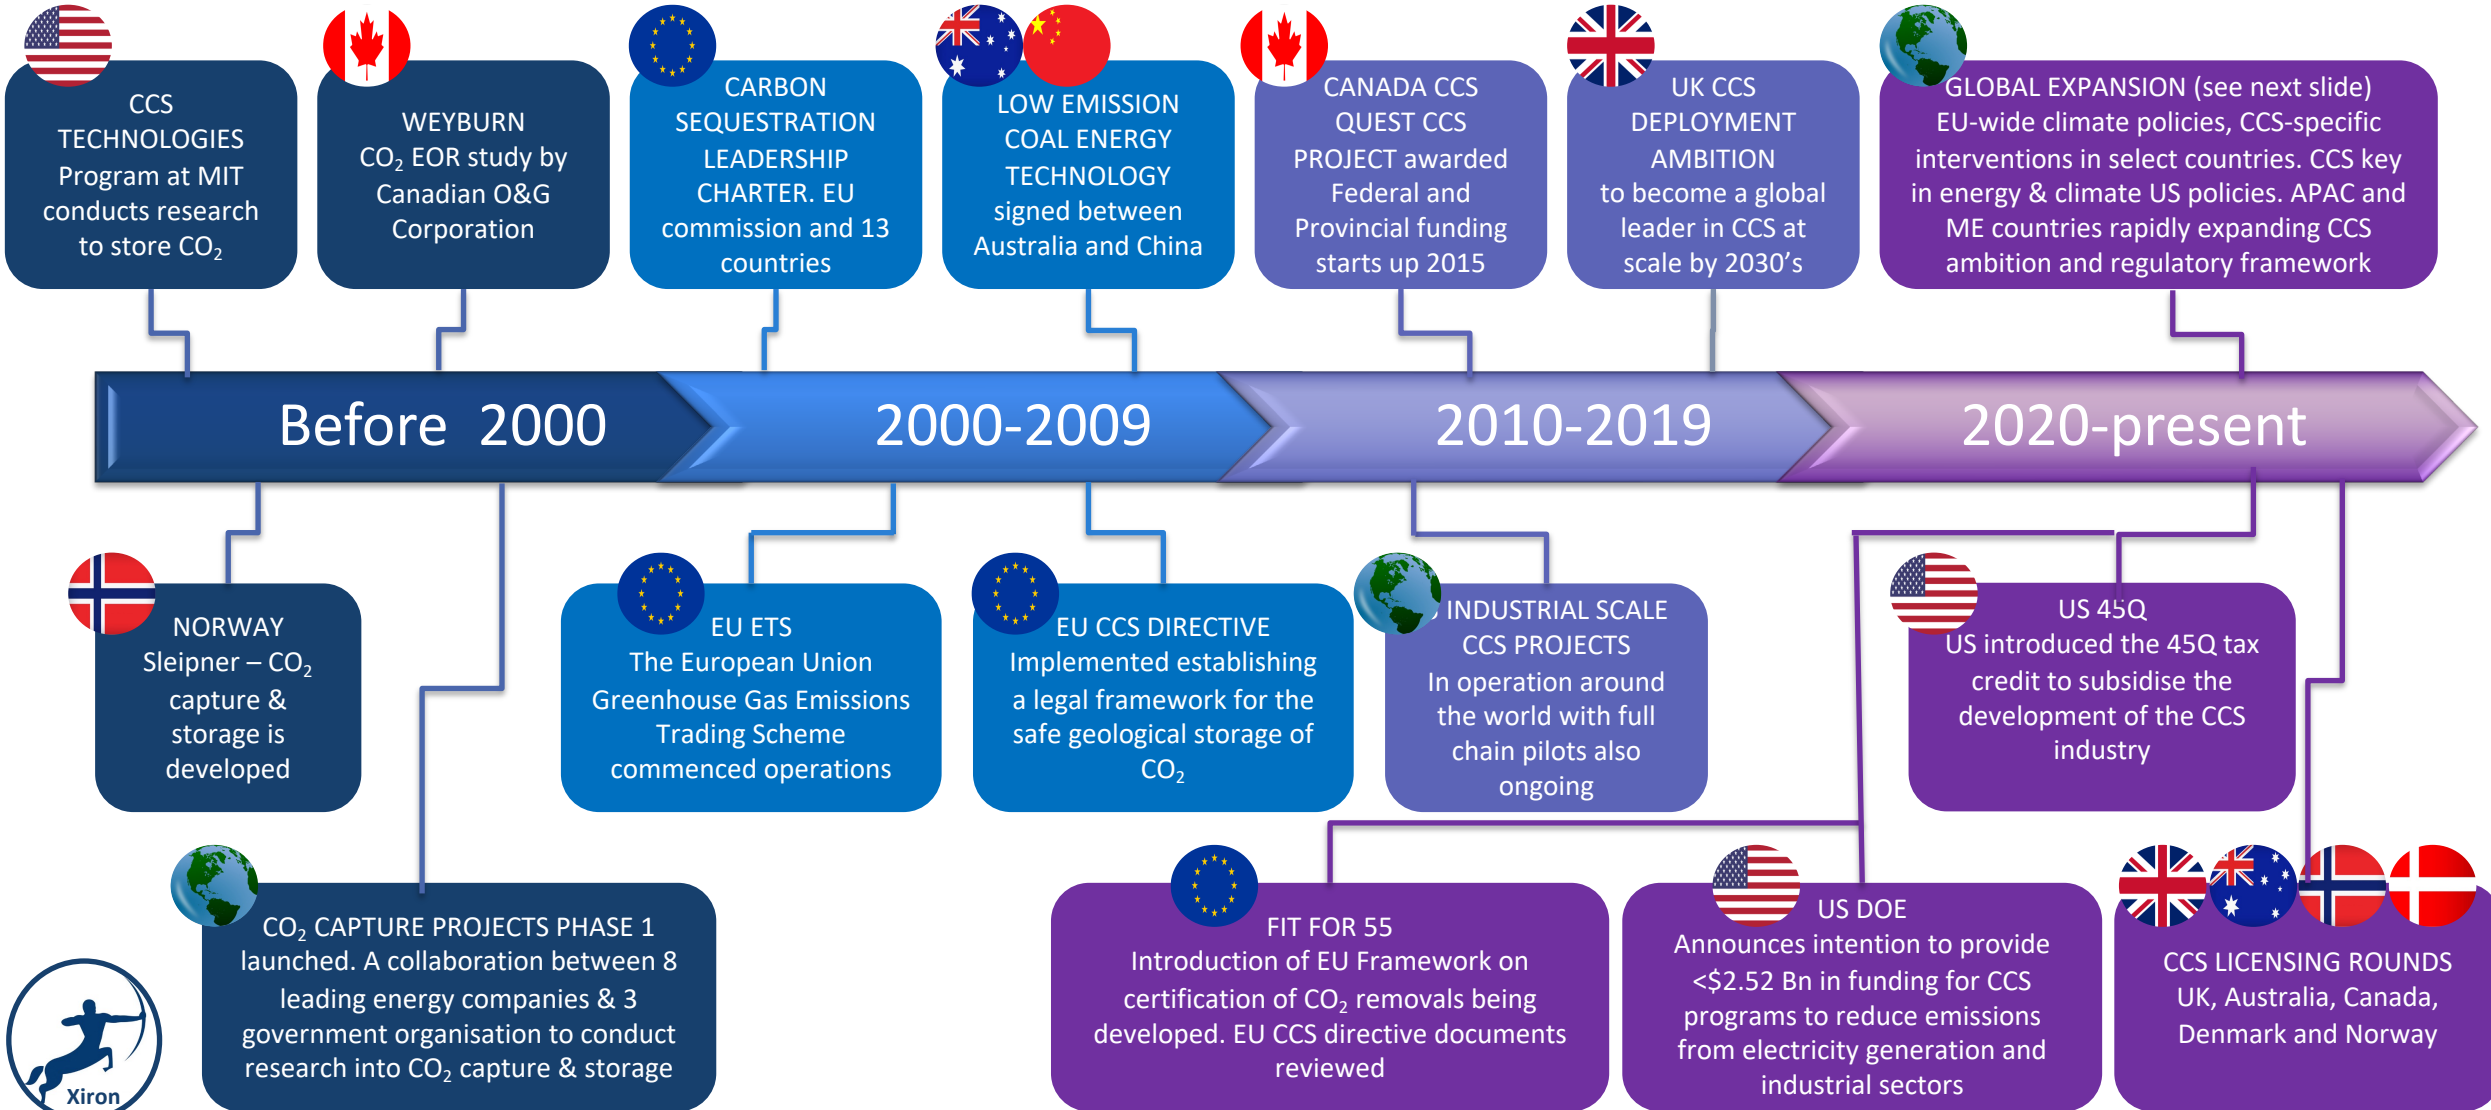 CCS
TECHNOLOGIES
Program at MIT
conducts research
to store CO₂
WEYBURN
CO₂ EOR study by
Canadian O&G
Corporation
CARBON
SEQUESTRATION
LEADERSHIP
CHARTER. EU
commission and 13
countries
LOW EMISSION
COAL ENERGY
TECHNOLOGY
signed between
Australia and China
CANADA CCS
QUEST CCS
PROJECT awarded
Federal and
Provincial funding
starts up 2015
UK CCS
DEPLOYMENT
AMBITION
to become a global
leader in CCS at
scale by 2030’s
GLOBAL EXPANSION (see next slide)
EU-wide climate policies, CCS-specific
interventions in select countries. CCS key
in energy & climate US policies. APAC and
ME countries rapidly expanding CCS
ambition and regulatory framework
Before 2000
2000-2009
2010-2019
2020-present
NORWAY
Sleipner – CO₂
capture &
storage is
developed
EU ETS
The European Union
Greenhouse Gas Emissions
Trading Scheme
commenced operations
EU CCS DIRECTIVE
Implemented establishing
a legal framework for the
safe geological storage of
CO₂
INDUSTRIAL SCALE
CCS PROJECTS
In operation around
the world with full
chain pilots also
ongoing
US 45Q
US introduced the 45Q tax
credit to subsidise the
development of the CCS
industry
CO₂ CAPTURE PROJECTS PHASE 1
launched. A collaboration between 8
leading energy companies & 3
government organisation to conduct
research into CO₂ capture & storage
FIT FOR 55
Introduction of EU Framework on
certification of CO₂ removals being
developed. EU CCS directive documents
reviewed
US DOE
Announces intention to provide
<$2.52 Bn in funding for CCS
programs to reduce emissions
from electricity generation and
industrial sectors
CCS LICENSING ROUNDS
UK, Australia, Canada,
Denmark and Norway
Xiron